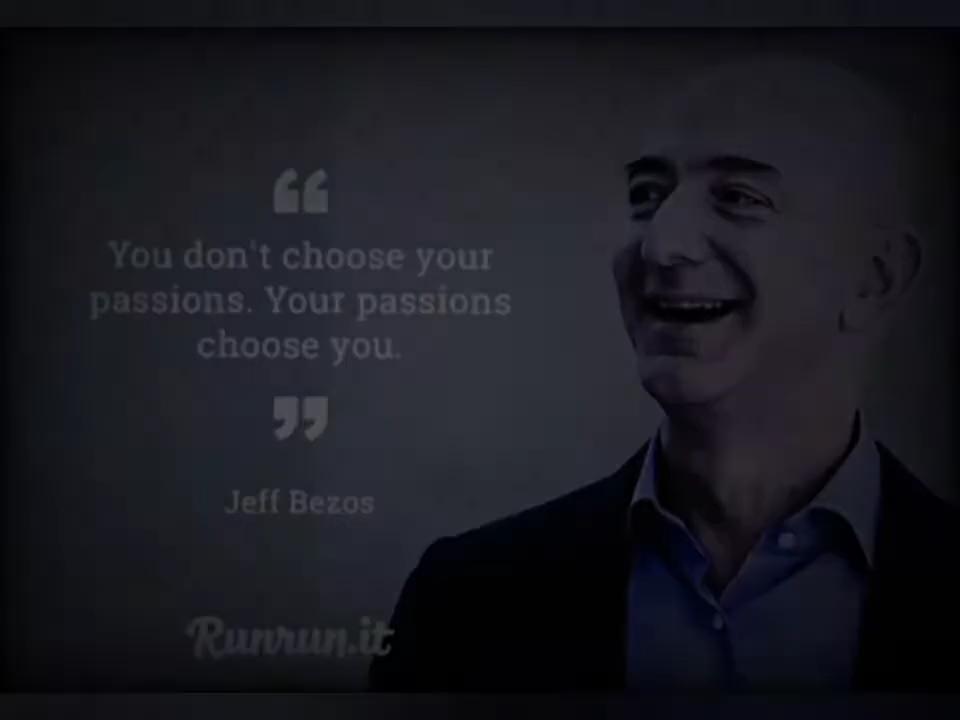 “
You don't choose your
passions. Your passions
choose you.
”
Jeff Bezos
Runrun.it